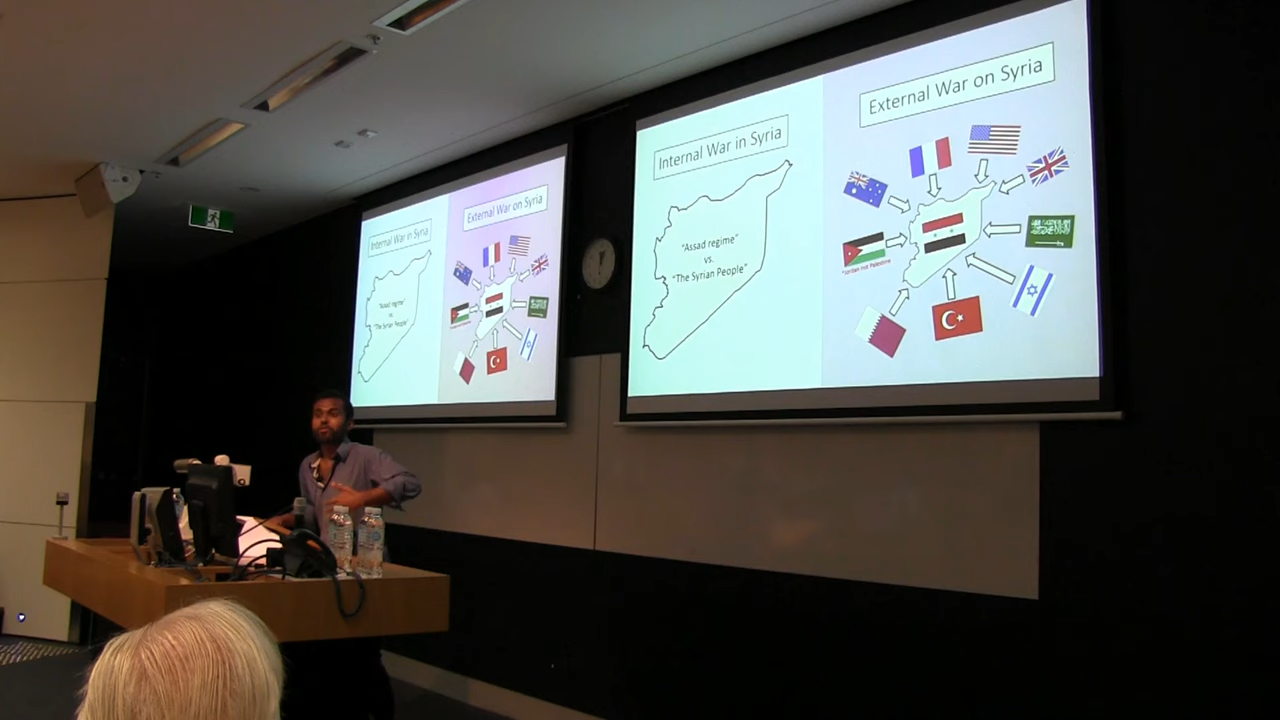 Internal War in Syria
"Assad regime"
vs.
"The Syrian People"
External War on Syria
*Jordan not Palestine
Internal War in Syria
"Assad regime"
vs.
"The Syrian People"
External War on Syria